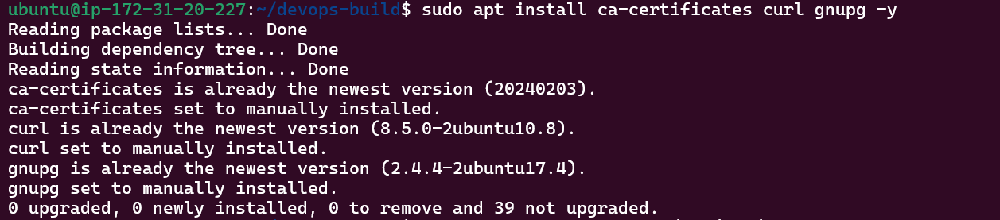 ubuntu@ip-172-31-20-227:~/devops-build$ sudo apt install ca-certificates curl gnupg -y
Reading package lists... Done
Building dependency tree... Done
Reading state information... Done
ca-certificates is already the newest version (20240203).
ca-certificates set to manually installed.
curl is already the newest version (8.5.0-2ubuntu10.8).
curl set to manually installed.
gnupg is already the newest version (2.4.4-2ubuntu17.4).
gnupg set to manually installed.
0 upgraded, 0 newly installed, 0 to remove and 39 not upgraded.